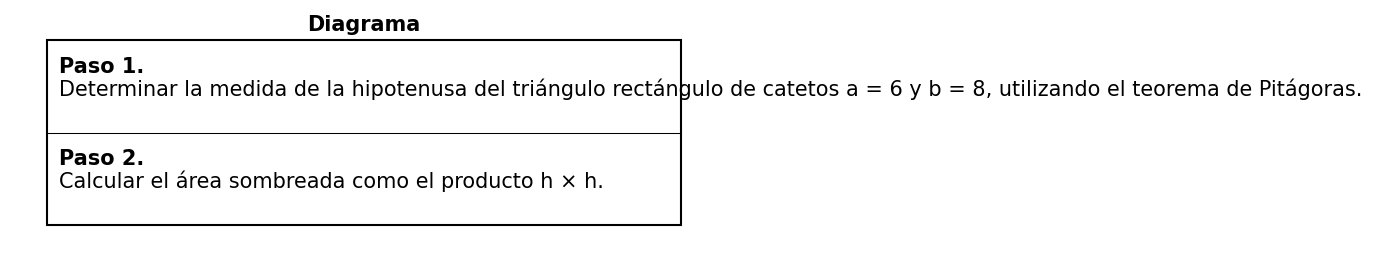 Diagrama
Paso 1.
Determinar la medida de la hipotenusa del triángulo rectángulo de catetos a = 6 y b = 8, utilizando el teorema de Pitágoras.
Paso 2.
Calcular el área sombreada como el producto h × h.